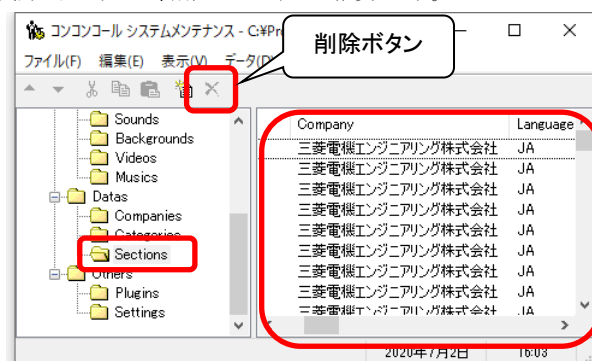 コンコンコール システムメンテナンス - C:¥Pr
削除ボタン
ファイル(F) 編集(E) 表示(V) データ(D)
Sounds
Backgrounds
Videos
Musics
Datas
Companies
Categories
Sections
Others
Plugins
Settings
Company Language
三菱電機エンジニアリング株式会社 JA
三菱電機エンジニアリング株式会社 JA
三菱電機エンジニアリング株式会社 JA
三菱電機エンジニアリング株式会社 JA
三菱電機エンジニアリング株式会社 JA
三菱電機エンジニアリング株式会社 JA
三菱電機エンジニアリング株式会社 JA
三菱電機エンジニアリング株式会社 JA
三菱電機エンジニアリング株式会社 JA
2020年7月2日 16:03